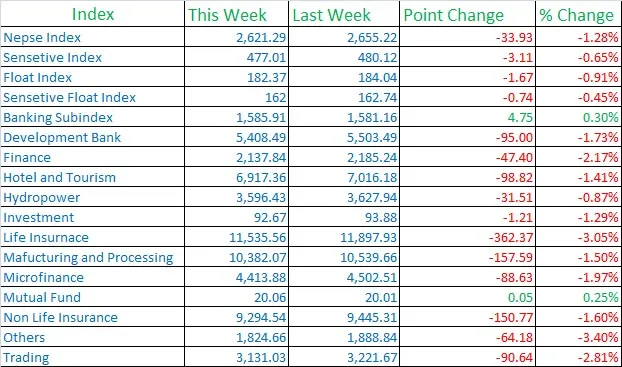 Index This Week Last Week Point Change % Change
Nepse Index 2,621.29 2,655.22 -33.93 -1.28%
Sensetive Index 477.01 480.12 -3.11 -0.65%
Float Index 182.37 184.04 -1.67 -0.91%
Sensetive Float Index 162 162.74 -0.74 -0.45%
Banking Subindex 1,585.91 1,581.16 4.75 0.30%
Development Bank 5,408.49 5,503.49 -95.00 -1.73%
Finance 2,137.84 2,185.24 -47.40 -2.17%
Hotel and Tourism 6,917.36 7,016.18 -98.82 -1.41%
Hydropower 3,596.43 3,627.94 -31.51 -0.87%
Investment 92.67 93.88 -1.21 -1.29%
Life Insurnace 11,535.56 11,897.93 -362.37 -3.05%
Mafucturing and Processing 10,382.07 10,539.66 -157.59 -1.50%
Microfinance 4,413.88 4,502.51 -88.63 -1.97%
Mutual Fund 20.06 20.01 0.05 0.25%
Non Life Insurance 9,294.54 9,445.31 -150.77 -1.60%
Others 1,824.66 1,888.84 -64.18 -3.40%
Trading 3,131.03 3,221.67 -90.64 -2.81%